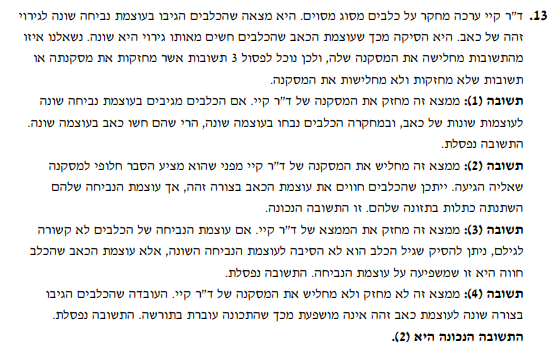 13. ד"ר קיי ערכה מחקר על כלבים מסוג מסוים. היא מצאה שהכלבים הגיבו בעוצמת נביחה שונה לגירוי
זהה של כאב. היא הסיקה מכך שעוצמת הכאב שהכלבים חשים מאותו גירוי היא שונה. נשאלנו איזו
מהתשובות מחלישה את המסקנה שלה, ולכן נוכל לפסול 3 תשובות אשר מחזקות את מסקנתה או
תשובות שלא מחזקות ולא מחלישות את המסקנה.
תשובה (1): ממצא זה מחזק את המסקנה של ד"ר קיי. אם הכלבים מגיבים בעוצמת נביחה שונה
לעוצמות שונות של כאב, ובמחקרה הכלבים נבחו בעוצמה שונה, הרי שהם חשו כאב בעוצמה שונה.
התשובה נפסלת.
תשובה (2): ממצא זה מחליש את המסקנה של ד"ר קיי מפני שהוא מציע הסבר חלופי למסקנה
שאליה הגיעה. ייתכן שהכלבים חווים את עוצמת הכאב בצורה זהה, אך עוצמת הנביחה שלהם
השתנתה כתלות בתזונה שלהם. זו התשובה הנכונה.
תשובה (3): ממצא זה מחזק את הממצא של ד"ר קיי. אם עוצמת הנביחה של הכלבים לא קשורה
לגילם, ניתן להסיק שגיל הכלב הוא לא הסיבה לעוצמת הנביחה השונה, אלא עוצמת הכאב שהכלב
חווה היא זו שמשפיעה על עוצמת הנביחה. התשובה נפסלת.
תשובה (4): ממצא זה לא מחזק ולא מחליש את המסקנה של ד"ר קיי. העובדה שהכלבים הגיבו
בצורה שונה לעוצמת כאב זהה אינה מושפעת מכך שהתכונה עוברת בתורשה. התשובה נפסלת.
התשובה הנכונה היא (2).